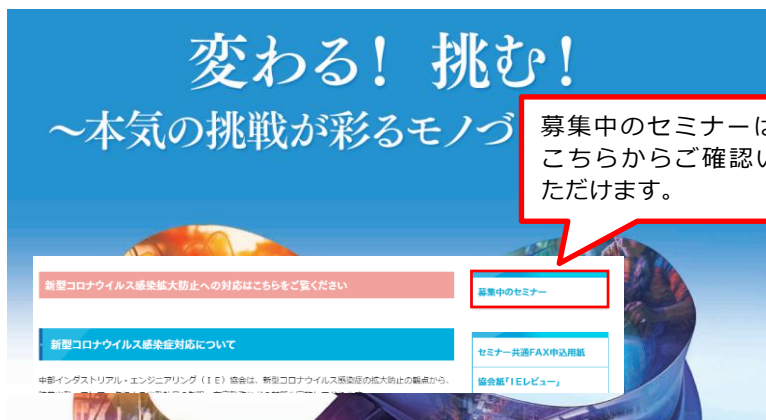 変わる! 挑む!
～本気の挑戦が彩るモノづ
募集中のセミナーは
こちらからご確認い
ただけます。
新型コロナウイルス感染拡大防止への対応はこちらをご覧ください
募集中のセミナー
新型コロナウイルス感染症対応について
セミナー共通FAX申込用紙
中部インダストリアル・エンジニアリング（ＩＥ）協会は、新型コロナウイルス感染症の拡大防止の観点から、
協会紙「ＩＥレビュー」